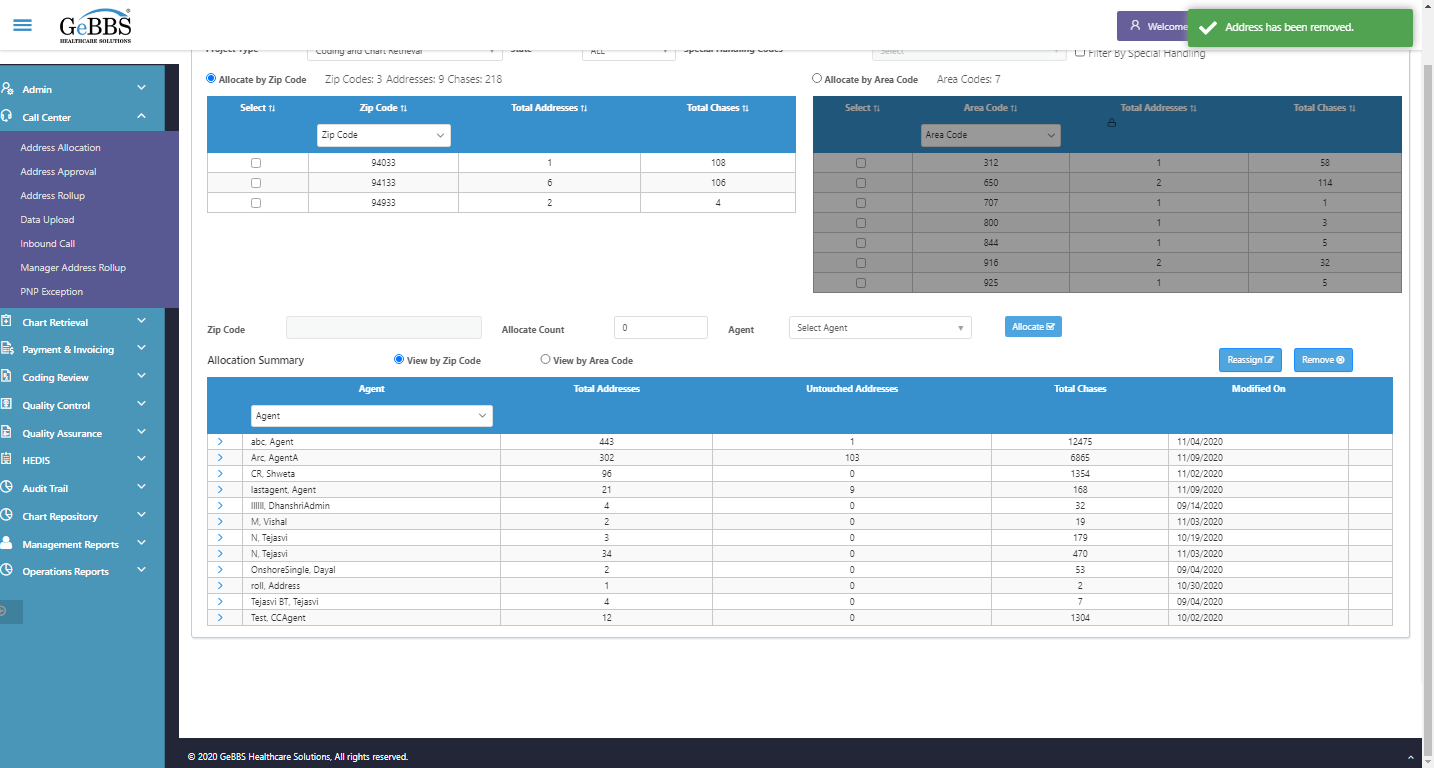 GeBBS
HEALTHCARE SOLUTIONS
Welcome
Address has been removed.
Project Type Coding and Chart Retrieval State ALL Special Handling Codes Select Filter By Special Handling
Admin
Call Center
Address Allocation
Address Approval
Address Rollup
Data Upload
Inbound Call
Manager Address Rollup
PNP Exception
Chart Retrieval
Payment & Invoicing
Coding Review
Quality Control
Quality Assurance
HEDIS
Audit Trail
Chart Repository
Management Reports
Operations Reports
Allocate by Zip Code Zip Codes: 3 Addresses: 9 Chases: 218
Select Zip Code Total Addresses Total Chases
Zip Code
94033 1 108
94133 6 106
94933 2 4
Allocate by Area Code Area Codes: 7
Select Area Code Total Addresses Total Chases
Area Code
312 1 58
650 2 114
707 1 1
800 1 3
844 1 5
916 2 32
925 1 5
Zip Code Allocate Count 0 Agent Select Agent Allocate
Allocation Summary View by Zip Code View by Area Code Reassign Remove
Agent Total Addresses Untouched Addresses Total Chases Modified On
Agent
abc, Agent 443 1 12475 11/04/2020
Arc, AgentA 302 103 6865 11/09/2020
CR, Shweta 96 0 1354 11/02/2020
lastagent, Agent 21 9 168 11/09/2020
DhanshriAdmin 4 0 32 09/14/2020
M, Vishal 2 0 19 11/03/2020
N, Tejasvi 3 0 179 10/19/2020
N, Tejasvi 34 0 470 11/03/2020
OnshoreSingle, Dayal 2 0 53 09/04/2020
roll, Address 1 0 2 10/30/2020
Tejasvi BT, Tejasvi 4 0 7 09/04/2020
Test, CCAgent 12 0 1304 10/02/2020
© 2020 GeBBS Healthcare Solutions, All rights reserved.